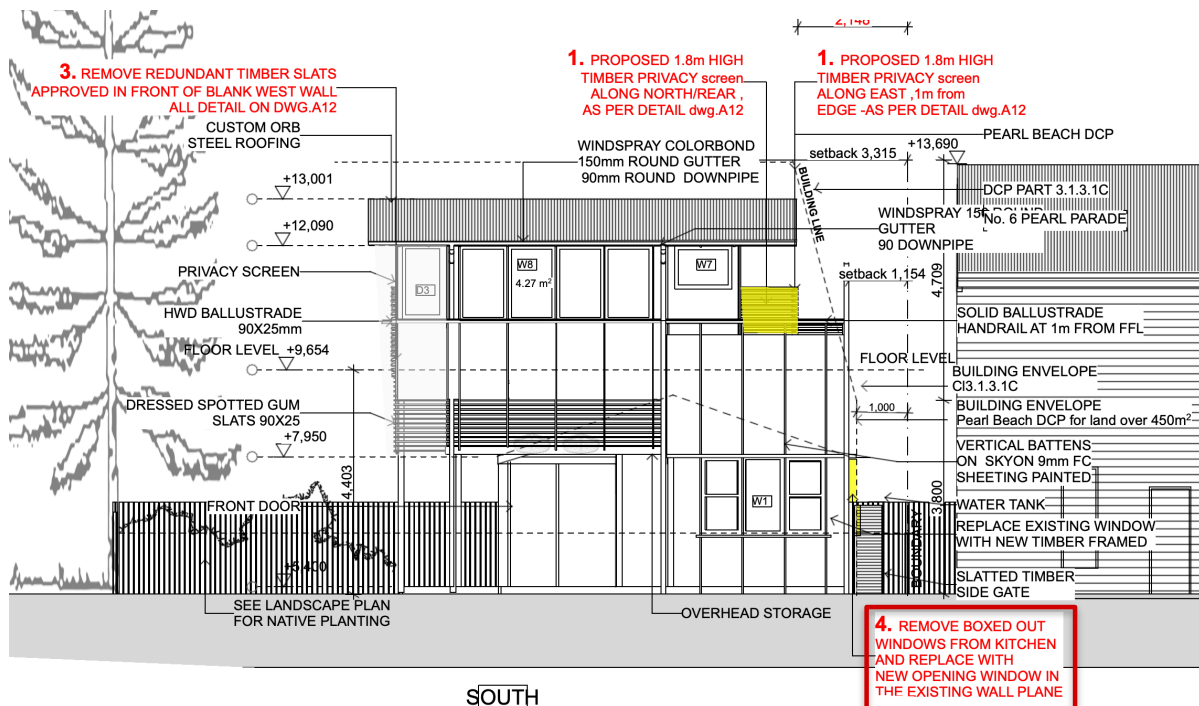 2,146
3. REMOVE REDUNDANT TIMBER SLATS
APPROVED IN FRONT OF BLANK WEST WALL
ALL DETAIL ON DWG.A12
1. PROPOSED 1.8m HIGH
TIMBER PRIVACY screen
ALONG NORTH/REAR ,
AS PER DETAIL dwg.A12
1. PROPOSED 1.8m HIGH
TIMBER PRIVACY screen
ALONG EAST ,1m from
EDGE -AS PER DETAIL dwg.A12
CUSTOM ORB
STEEL ROOFING
WINDSPRAY COLORBOND
150mm ROUND GUTTER
90mm ROUND DOWNPIPE
PEARL BEACH DCP
+13,690
setback 3,315
+13,001
BUILDING LINE
DCP PART 3.1.3.1C
WINDSPRAY 150 ROUND
GUTTER
90 DOWNPIPE
No. 6 PEARL PARADE
+12,090
PRIVACY SCREEN
W8
4.27 m²
W7
D3
setback 1,154
4,709
HWD BALLUSTRADE
90X25mm
SOLID BALLUSTRADE
HANDRAIL AT 1m FROM FFL
FLOOR LEVEL +9,654
FLOOR LEVEL
BUILDING ENVELOPE
Cl3.1.3.1C
DRESSED SPOTTED GUM
SLATS 90X25
1,000
BUILDING ENVELOPE
Pearl Beach DCP for land over 450m²
+7,950
VERTICAL BATTENS
ON SKYON 9mm FC
SHEETING PAINTED
4,403
3,800
FRONT DOOR
W1
WATER TANK
BOUNDARY
REPLACE EXISTING WINDOW
WITH NEW TIMBER FRAMED
+5,400
SLATTED TIMBER
SIDE GATE
SEE LANDSCAPE PLAN
FOR NATIVE PLANTING
OVERHEAD STORAGE
4. REMOVE BOXED OUT
WINDOWS FROM KITCHEN
AND REPLACE WITH
NEW OPENING WINDOW IN
THE EXISTING WALL PLANE
SOUTH